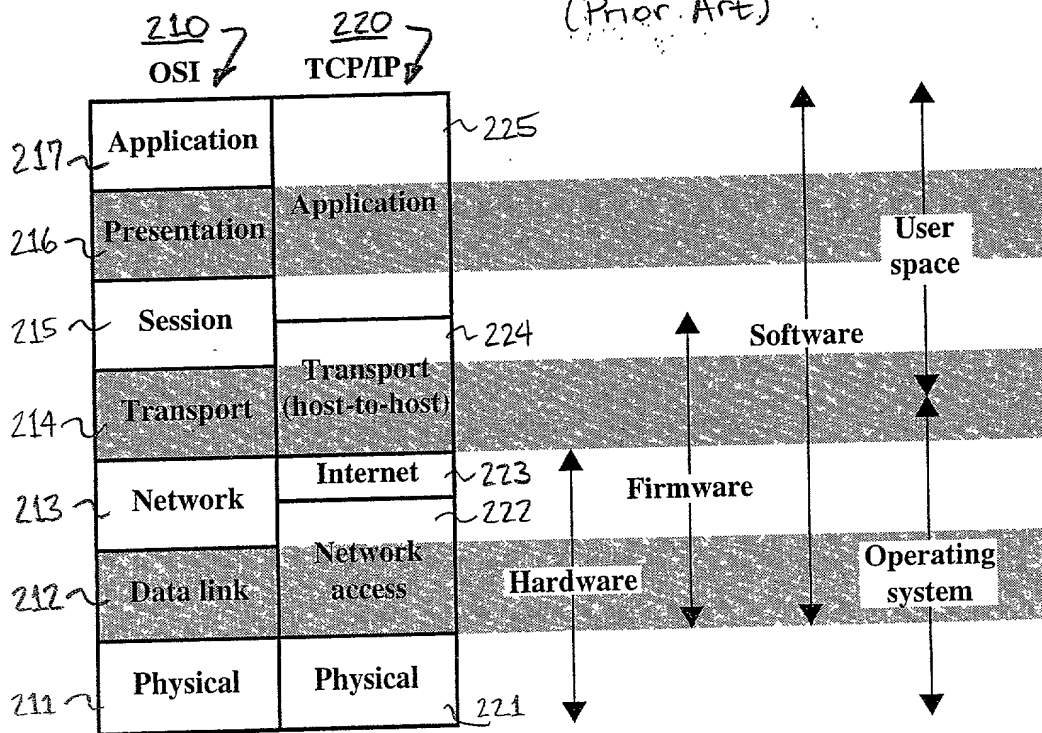 (Prior Art)
210 220
OSI TCP/IP
217 Application 225
216 Presentation Application
User
space
215 Session 224
Software
214 Transport Transport
(host-to-host)
Internet 223
213 Network Firmware
222
212 Data link Network
access
Hardware Operating
system
211 Physical Physical 221